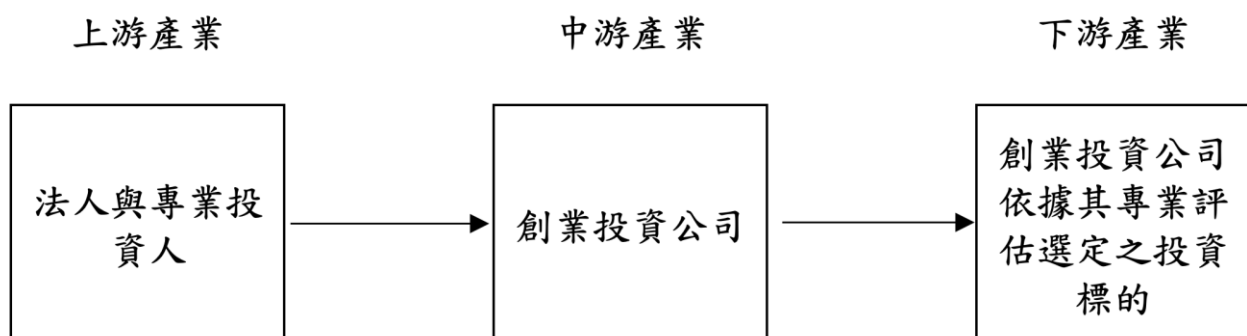 上游產業
中游產業
下游產業
法人與專業投
資人
創業投資公司
創業投資公司
依據其專業評
估選定之投資
標的